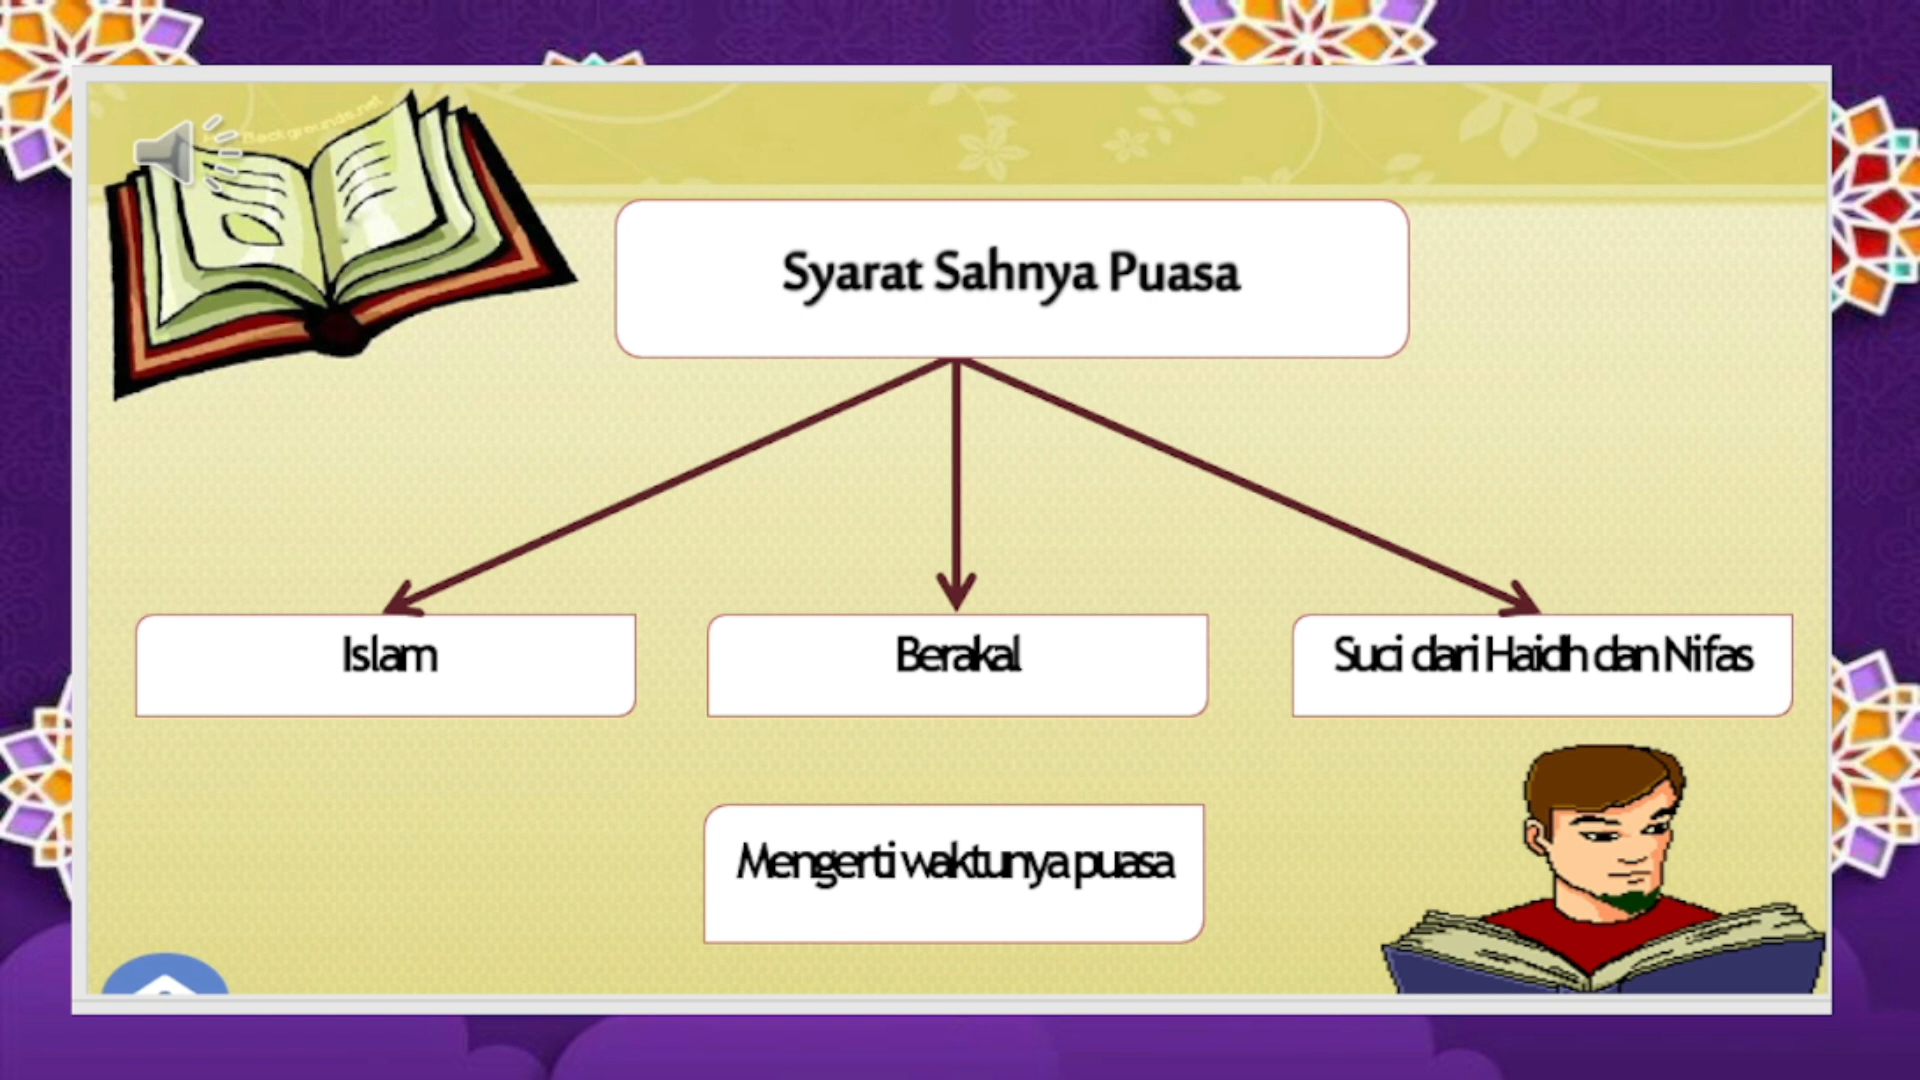 Syarat Sahnya Puasa
Islam
Berakal
Suci dari Haidh dan Nifas
Mengerti waktunya puasa